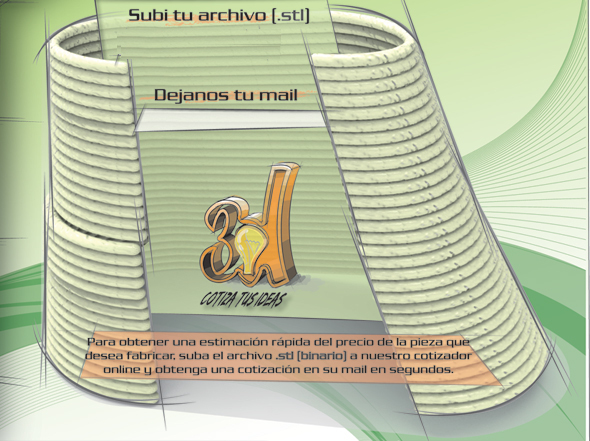 Subi tu archivo (.stl)
Dejanos tu mail
3d
COTIZA TUS IDEAS
Para obtener una estimación rápida del precio de la pieza que
desea fabricar, suba el archivo .stl (binario) a nuestro cotizador
online y obtenga una cotización en su mail en segundos.